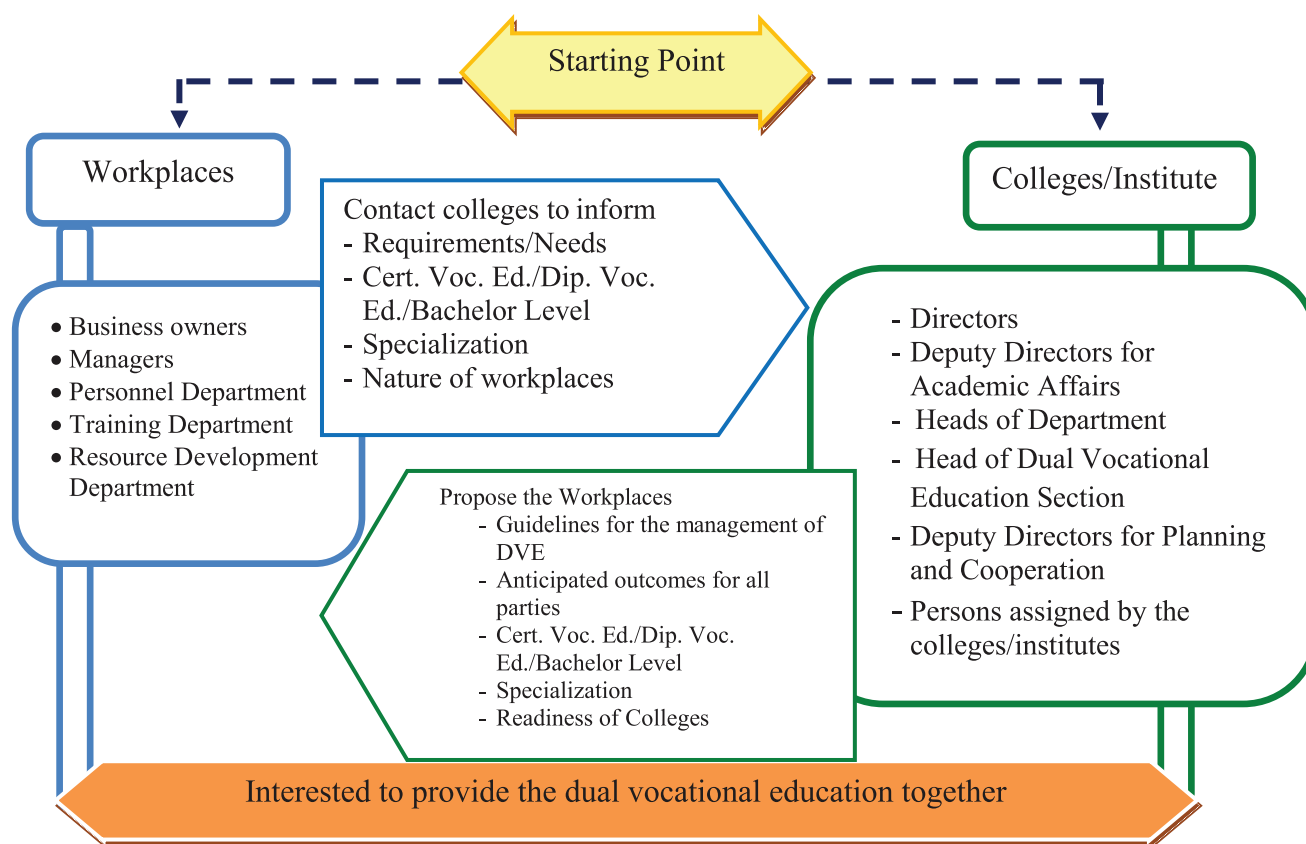 Starting Point
Workplaces
Colleges/Institute
Contact colleges to inform
- Requirements/Needs
- Cert. Voc. Ed./Dip. Voc.
Ed./Bachelor Level
- Specialization
- Nature of workplaces
• Business owners
• Managers
• Personnel Department
• Training Department
• Resource Development
Department
- Directors
- Deputy Directors for
Academic Affairs
- Heads of Department
- Head of Dual Vocational
Education Section
- Deputy Directors for Planning
and Cooperation
- Persons assigned by the
colleges/institutes
Propose the Workplaces
- Guidelines for the management of
DVE
- Anticipated outcomes for all
parties
- Cert. Voc. Ed./Dip. Voc.
Ed./Bachelor Level
- Specialization
- Readiness of Colleges
Interested to provide the dual vocational education together